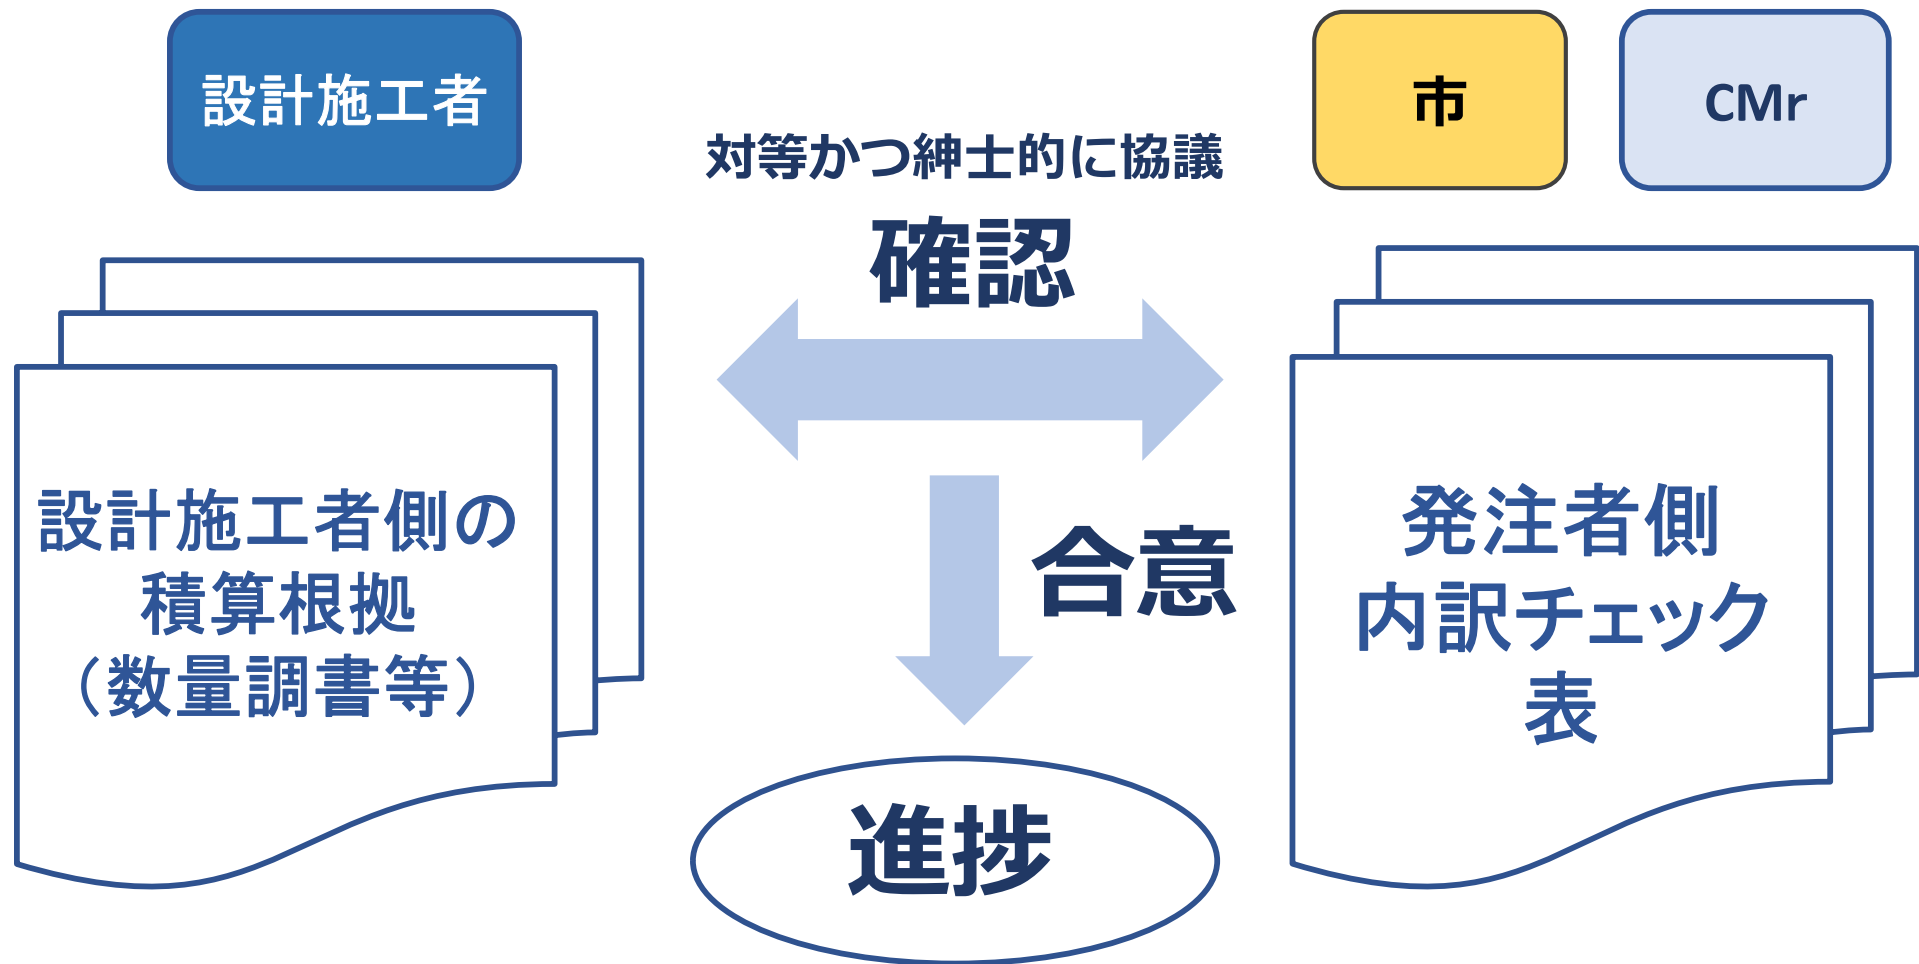 設計施工者
市
CMr
対等かつ紳士的に協議
確認
設計施工者側の
積算根拠
（数量調書等）
発注者側
内訳チェック
表
合意
進捗